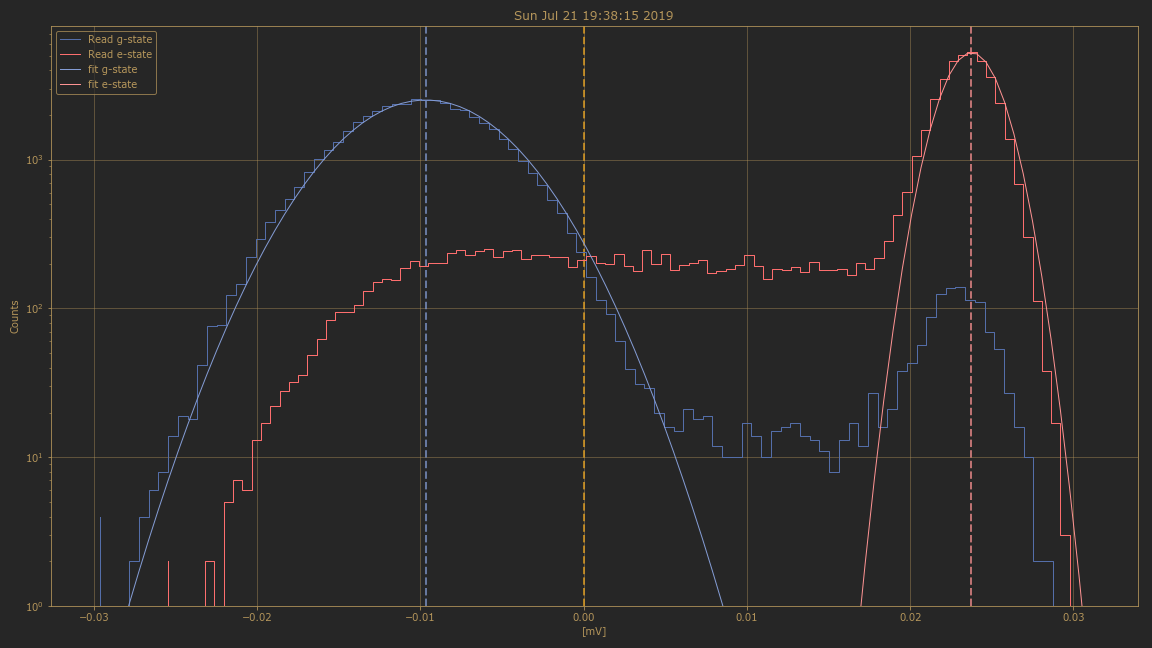 Sun Jul 21 19:38:15 2019
Read g-state
Read e-state
fit g-state
fit e-state
10³
10²
10¹
10⁰
Counts
−0.03 −0.02 −0.01 0.00 0.01 0.02 0.03
[mV]